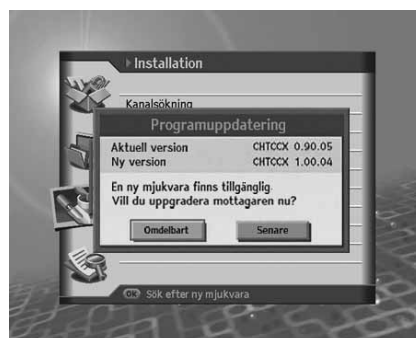 Installation
Kanalsökning
Programuppdatering
Aktuell version CHTCCX 0.90.05
Ny version CHTCCX 1.00.04
En ny mjukvara finns tillgänglig.
Vill du uppgradera mottagaren nu?
Omdelbart Senare
OK Sök efter ny mjukvara